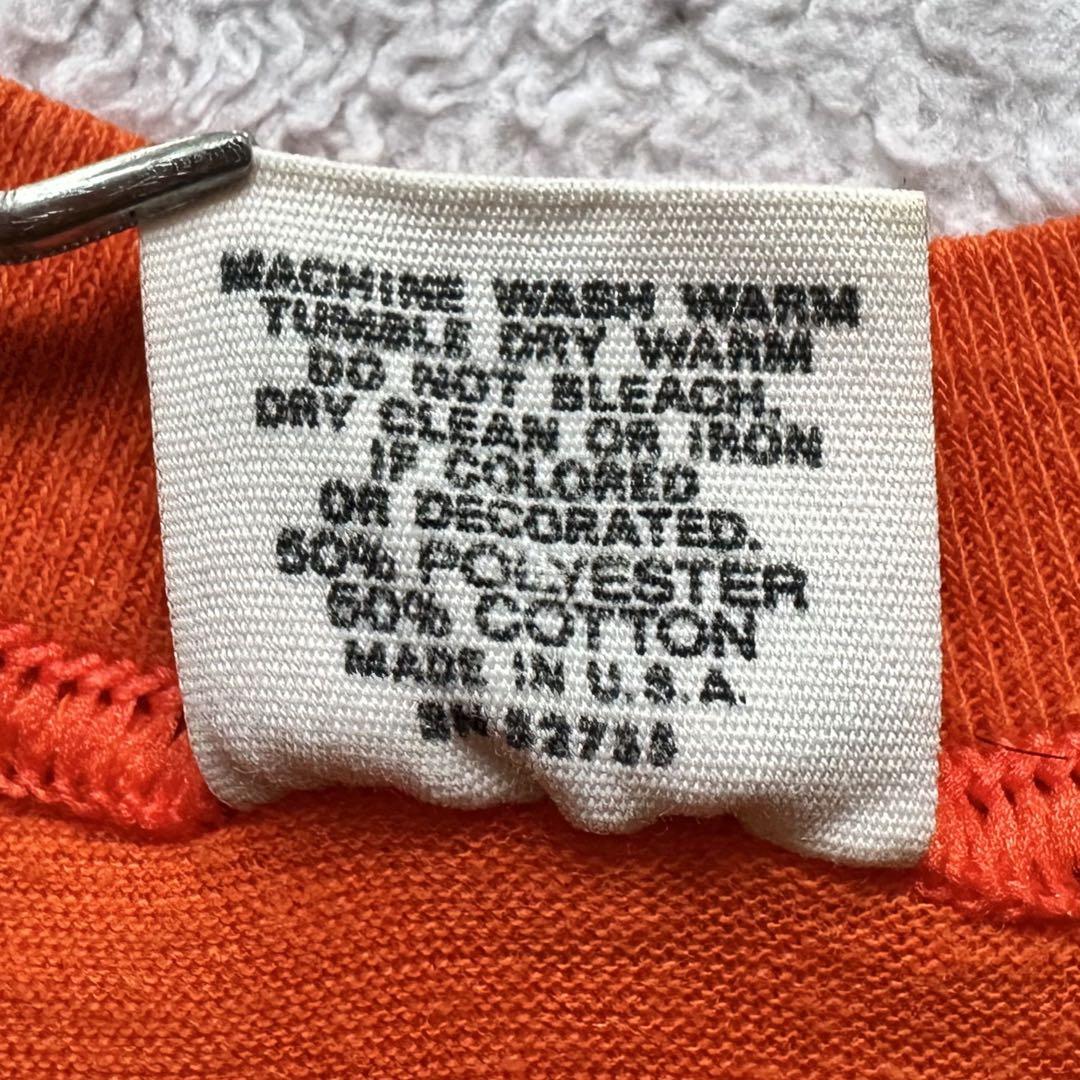 MACHINE WASH WARM
TUMBLE DRY WARM
DO NOT BLEACH,
DRY CLEAN OR IRON
IF COLORED
OR DECORATED.
50% POLYESTER
50% COTTON
MADE IN U.S.A.